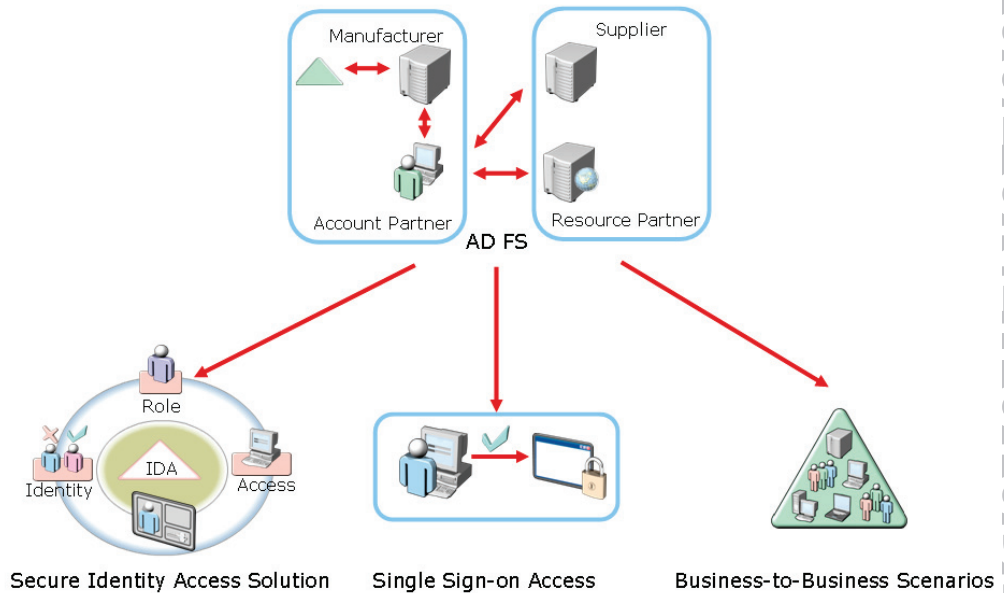 Manufacturer
Supplier
Account Partner
Resource Partner
AD FS
Role
IDA
Identity
Access
Secure Identity Access Solution
Single Sign-on Access
Business-to-Business Scenarios